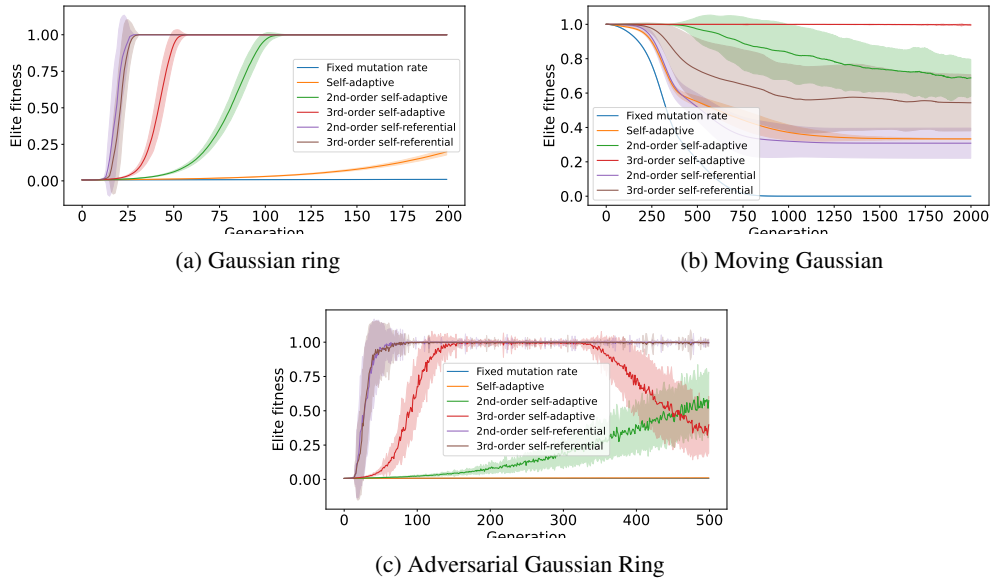 1.00
0.75
0.50
0.25
0.00
Elite fitness
Fixed mutation rate
Self-adaptive
2nd-order self-adaptive
3rd-order self-adaptive
2nd-order self-referential
3rd-order self-referential
0 25 50 75 100 125 150 175 200
Generation
(a) Gaussian ring
1.0
0.8
0.6
0.4
0.2
0.0
Elite fitness
Fixed mutation rate
Self-adaptive
2nd-order self-adaptive
3rd-order self-adaptive
2nd-order self-referential
3rd-order self-referential
0 250 500 750 1000 1250 1500 1750 2000
Generation
(b) Moving Gaussian
1.00
0.75
0.50
0.25
0.00
Elite fitness
Fixed mutation rate
Self-adaptive
2nd-order self-adaptive
3rd-order self-adaptive
2nd-order self-referential
3rd-order self-referential
0 100 200 300 400 500
Generation
(c) Adversarial Gaussian Ring